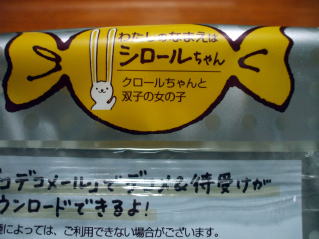 わたしのなまえは
シロールちゃん
クロールちゃんと
双子の女の子
デコメール」でデコメ&待受けが
ウンロードできるよ!
によっては、ご利用できない場合がございます。